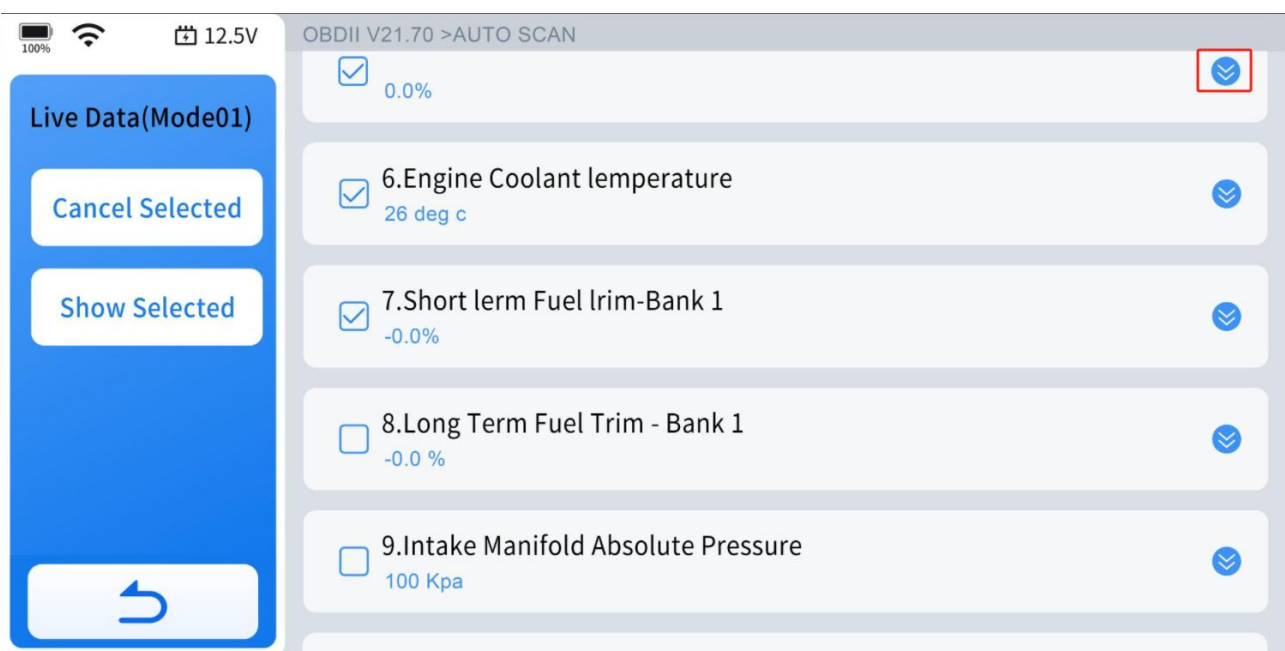 100%
12.5V
OBDII V21.70 >AUTO SCAN
Live Data(Mode01)
Cancel Selected
Show Selected
0.0%
6.Engine Coolant lemperature
26 deg c
7.Short lerm Fuel lrim-Bank 1
-0.0%
8.Long Term Fuel Trim - Bank 1
-0.0 %
9.Intake Manifold Absolute Pressure
100 Kpa